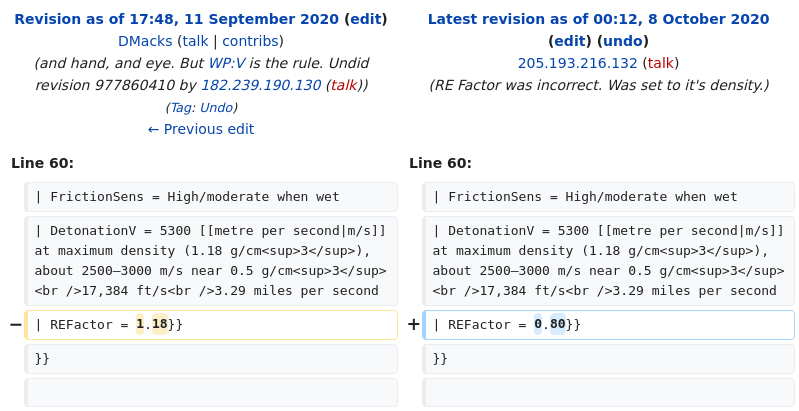 Revision as of 17:48, 11 September 2020 (edit)
DMacks (talk | contribs)
(and hand, and eye. But WP:V is the rule. Undid
revision 977860410 by 182.239.190.130 (talk))
(Tag: Undo)
← Previous edit
Latest revision as of 00:12, 8 October 2020
(edit) (undo)
205.193.216.132 (talk)
(RE Factor was incorrect. Was set to it's density.)
Line 60:
| FrictionSens = High/moderate when wet
| DetonationV = 5300 [[metre per second|m/s]]
at maximum density (1.18 g/cm<sup>3</sup>),
about 2500–3000 m/s near 0.5 g/cm<sup>3</sup>
<br />17,384 ft/s<br />3.29 miles per second
− | REFactor = 1.18}}
}}
Line 60:
| FrictionSens = High/moderate when wet
| DetonationV = 5300 [[metre per second|m/s]]
at maximum density (1.18 g/cm<sup>3</sup>),
about 2500–3000 m/s near 0.5 g/cm<sup>3</sup>
<br />17,384 ft/s<br />3.29 miles per second
+ | REFactor = 0.80}}
}}